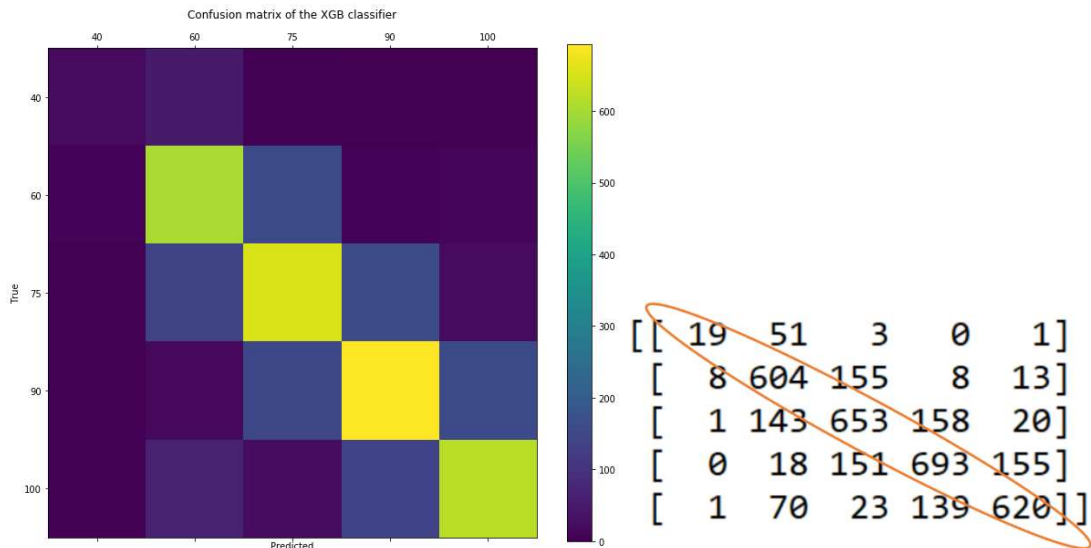 Confusion matrix of the XGB classifier
40 60 75 90 100
40
60
75
90
100
True
Predicted
600
500
400
300
200
100
0
[[ 19 51 3 0 1]
[ 8 604 155 8 13]
[ 1 143 653 158 20]
[ 0 18 151 693 155]
[ 1 70 23 139 620]]